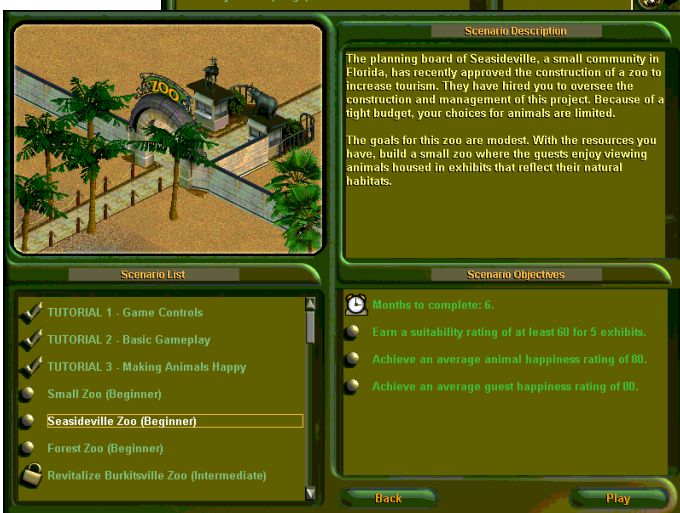 ZOO
Scenario Description
The planning board of Seasideville, a small community in
Florida, has recently approved the construction of a zoo to
increase tourism. They have hired you to oversee the
construction and management of this project. Because of a
tight budget, your choices for animals are limited.
The goals for this zoo are modest. With the resources you
have, build a small zoo where the guests enjoy viewing
animals housed in exhibits that reflect their natural
habitats.
Scenario List
TUTORIAL 1 - Game Controls
TUTORIAL 2 - Basic Gameplay
TUTORIAL 3 - Making Animals Happy
Small Zoo (Beginner)
Seasideville Zoo (Beginner)
Forest Zoo (Beginner)
Revitalize Burkitsville Zoo (Intermediate)
Scenario Objectives
Months to complete: 6.
Earn a suitability rating of at least 60 for 5 exhibits.
Achieve an average animal happiness rating of 80.
Achieve an average guest happiness rating of 80.
Back
Play